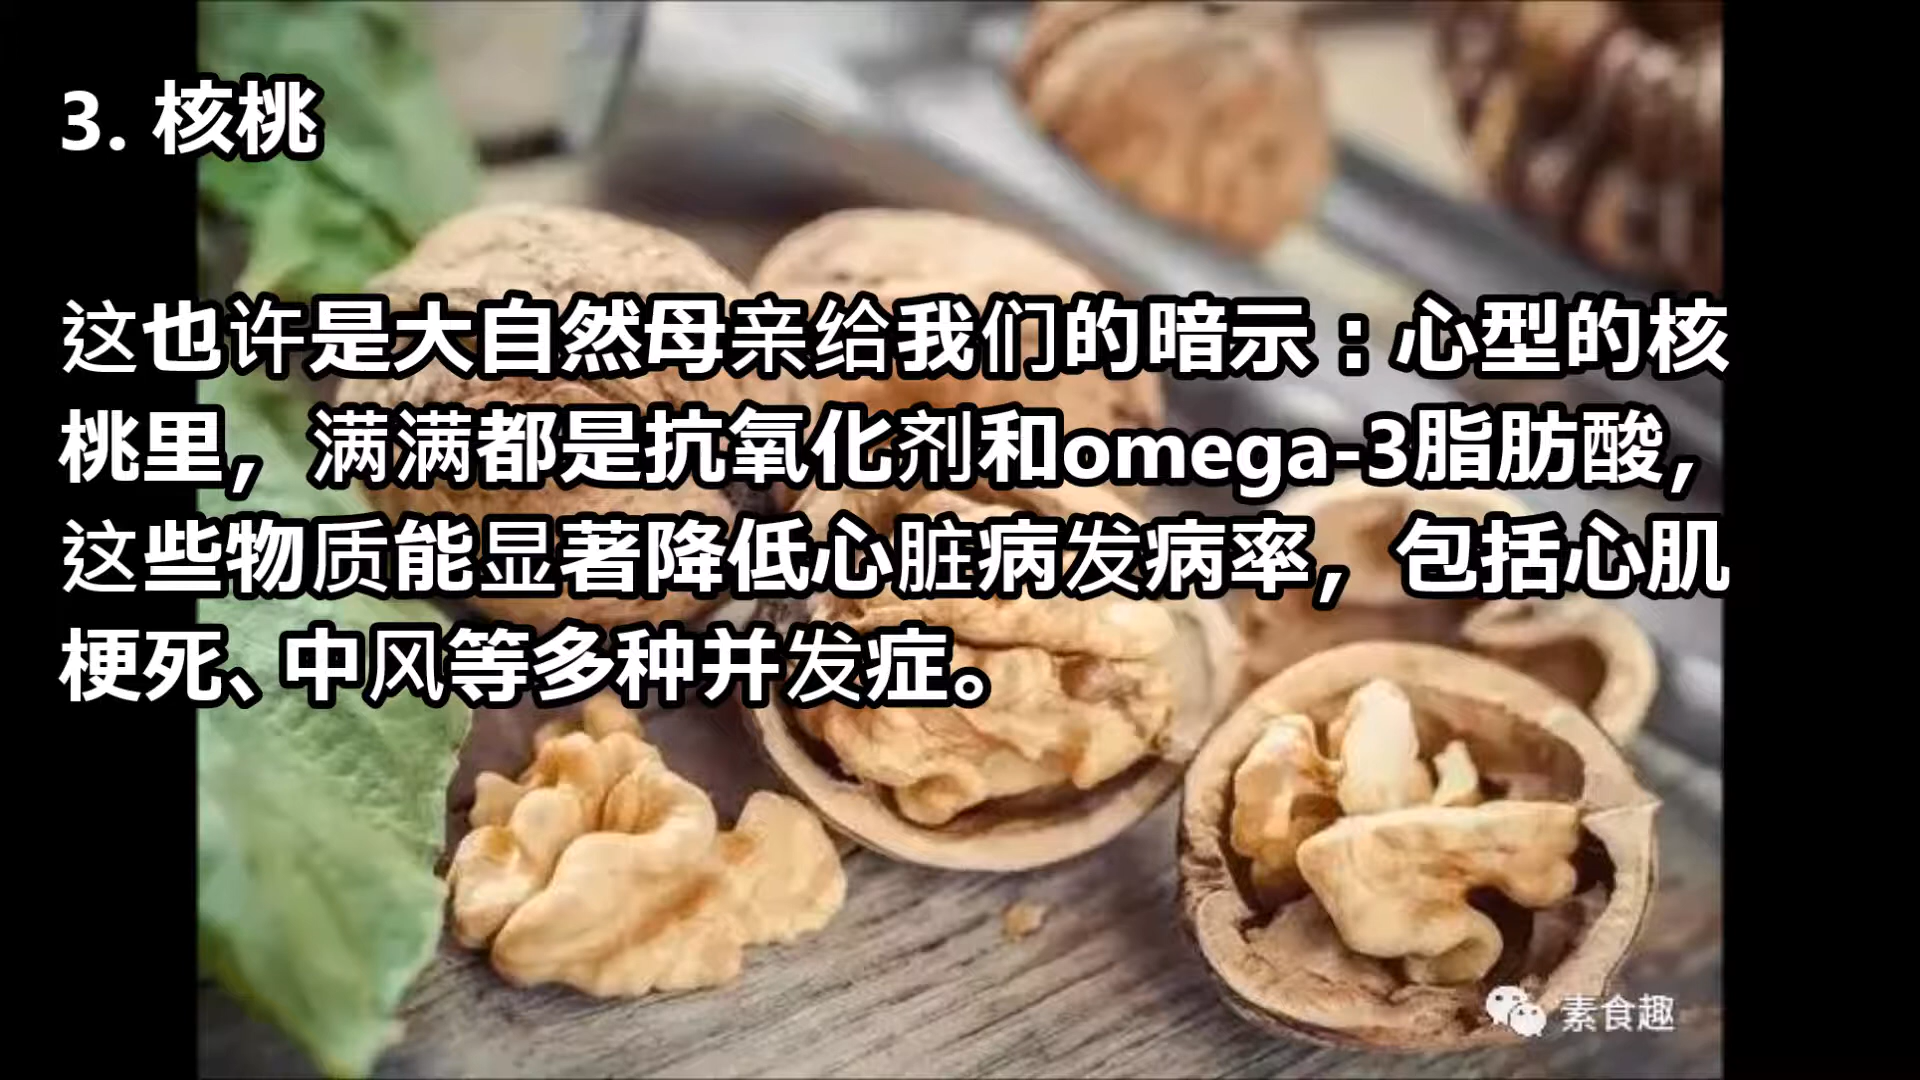 3. 核桃
这也许是大自然母亲给我们的暗示：心型的核
桃里，满满都是抗氧化剂和omega-3脂肪酸，
这些物质能显著降低心脏病发病率，包括心肌
梗死、中风等多种并发症。
素食趣